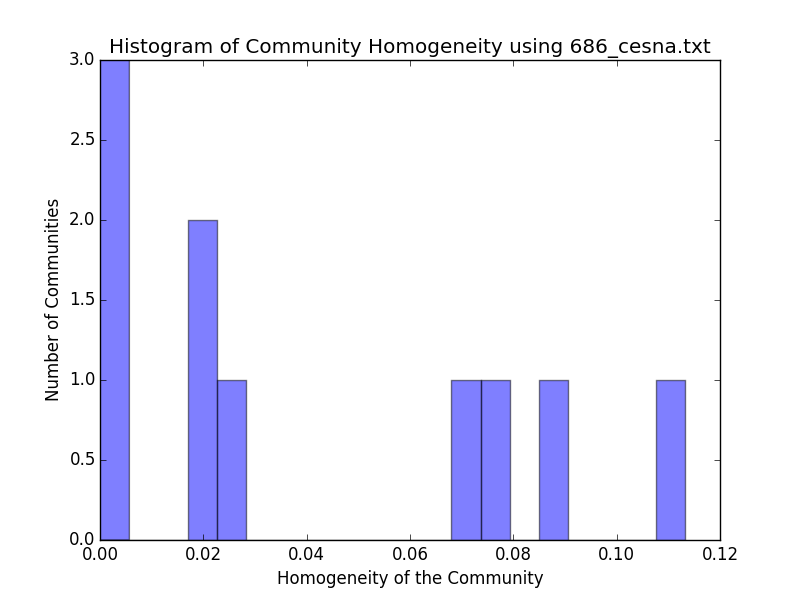 Histogram of Community Homogeneity using 686_cesna.txt
3.0
2.5
2.0
1.5
1.0
0.5
0.0
0.00 0.02 0.04 0.06 0.08 0.10 0.12
Number of Communities
Homogeneity of the Community